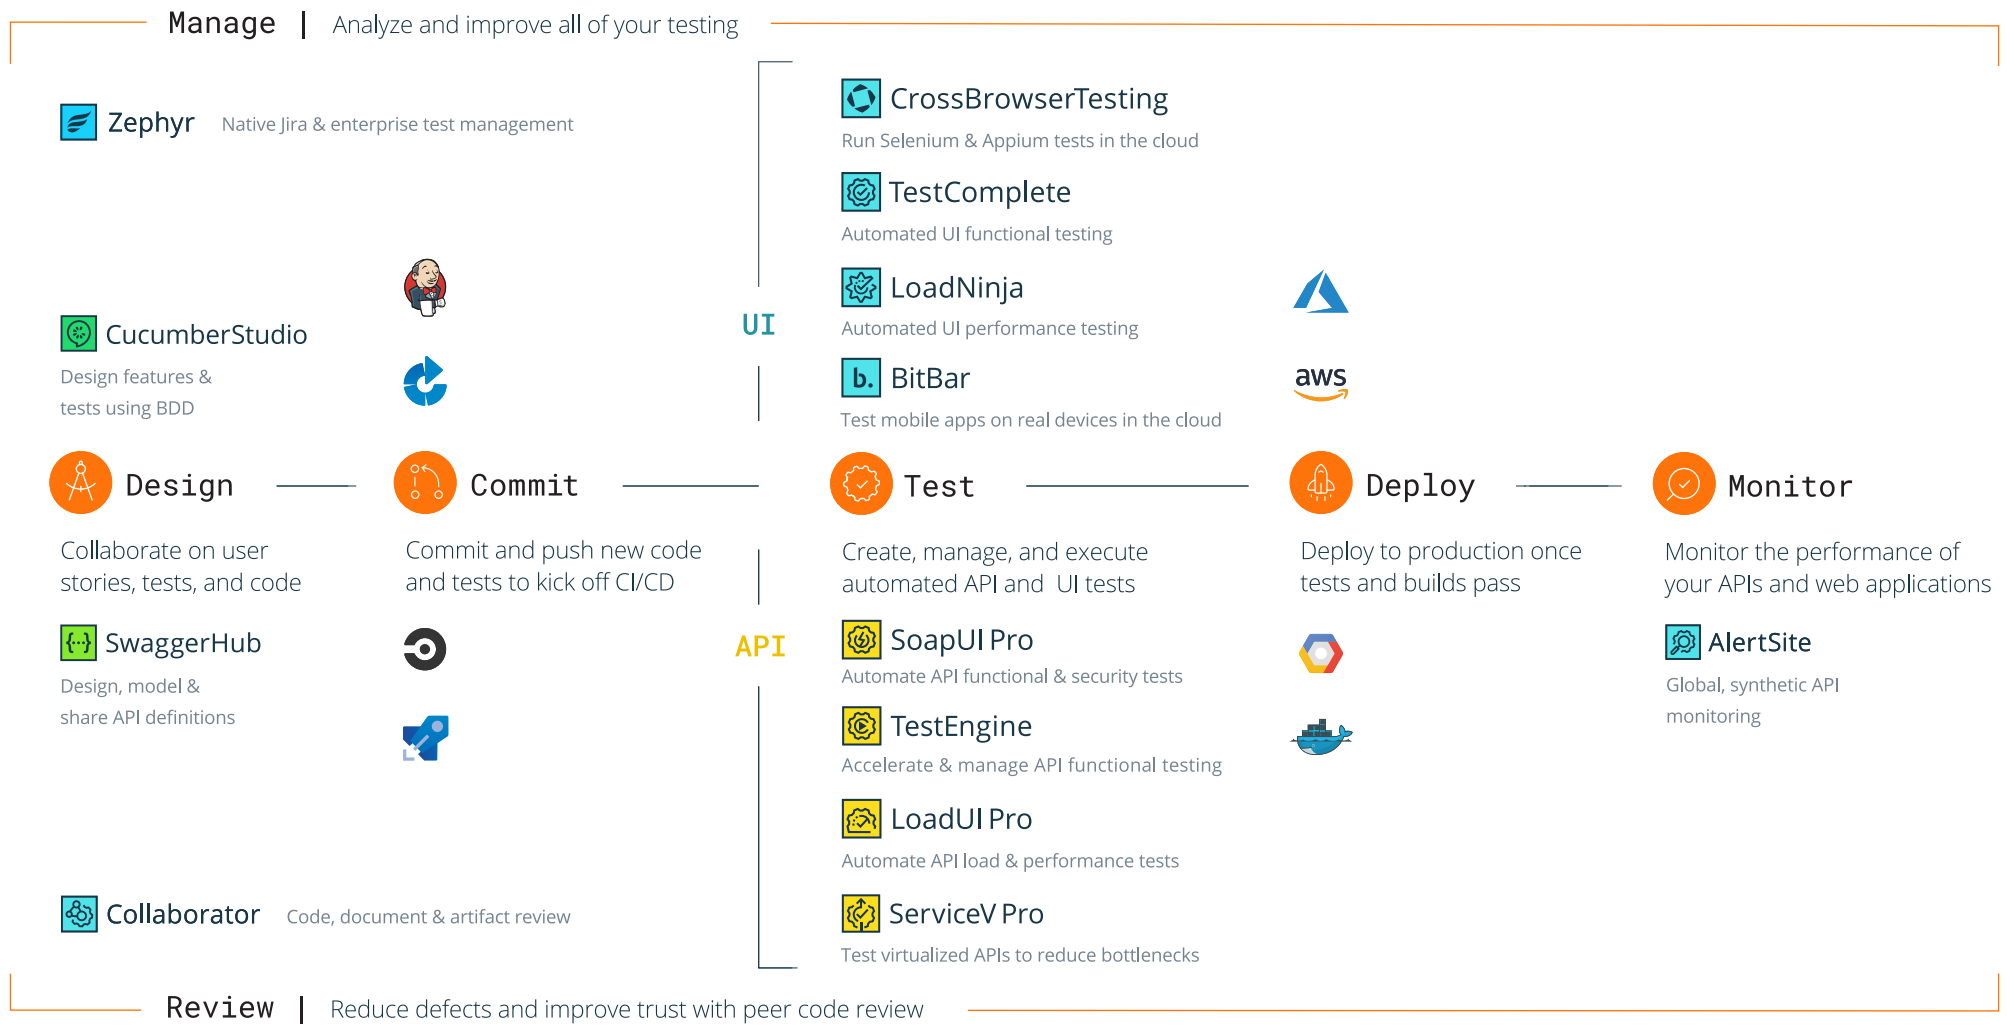 Manage | Analyze and improve all of your testing
Zephyr Native Jira & enterprise test management
CucumberStudio
Design features &
tests using BDD
UI
CrossBrowserTesting
Run Selenium & Appium tests in the cloud
TestComplete
Automated UI functional testing
LoadNinja
Automated UI performance testing
b. BitBar
Test mobile apps on real devices in the cloud
aws
Design
Collaborate on user
stories, tests, and code
Commit
Commit and push new code
and tests to kick off CI/CD
Test
Create, manage, and execute
automated API and UI tests
Deploy
Deploy to production once
tests and builds pass
Monitor
Monitor the performance of
your APIs and web applications
{··} SwaggerHub
Design, model &
share API definitions
API
SoapUI Pro
Automate API functional & security tests
TestEngine
Accelerate & manage API functional testing
LoadUI Pro
Automate API load & performance tests
ServiceV Pro
Test virtualized APIs to reduce bottlenecks
AlertSite
Global, synthetic API
monitoring
Collaborator Code, document & artifact review
Review | Reduce defects and improve trust with peer code review